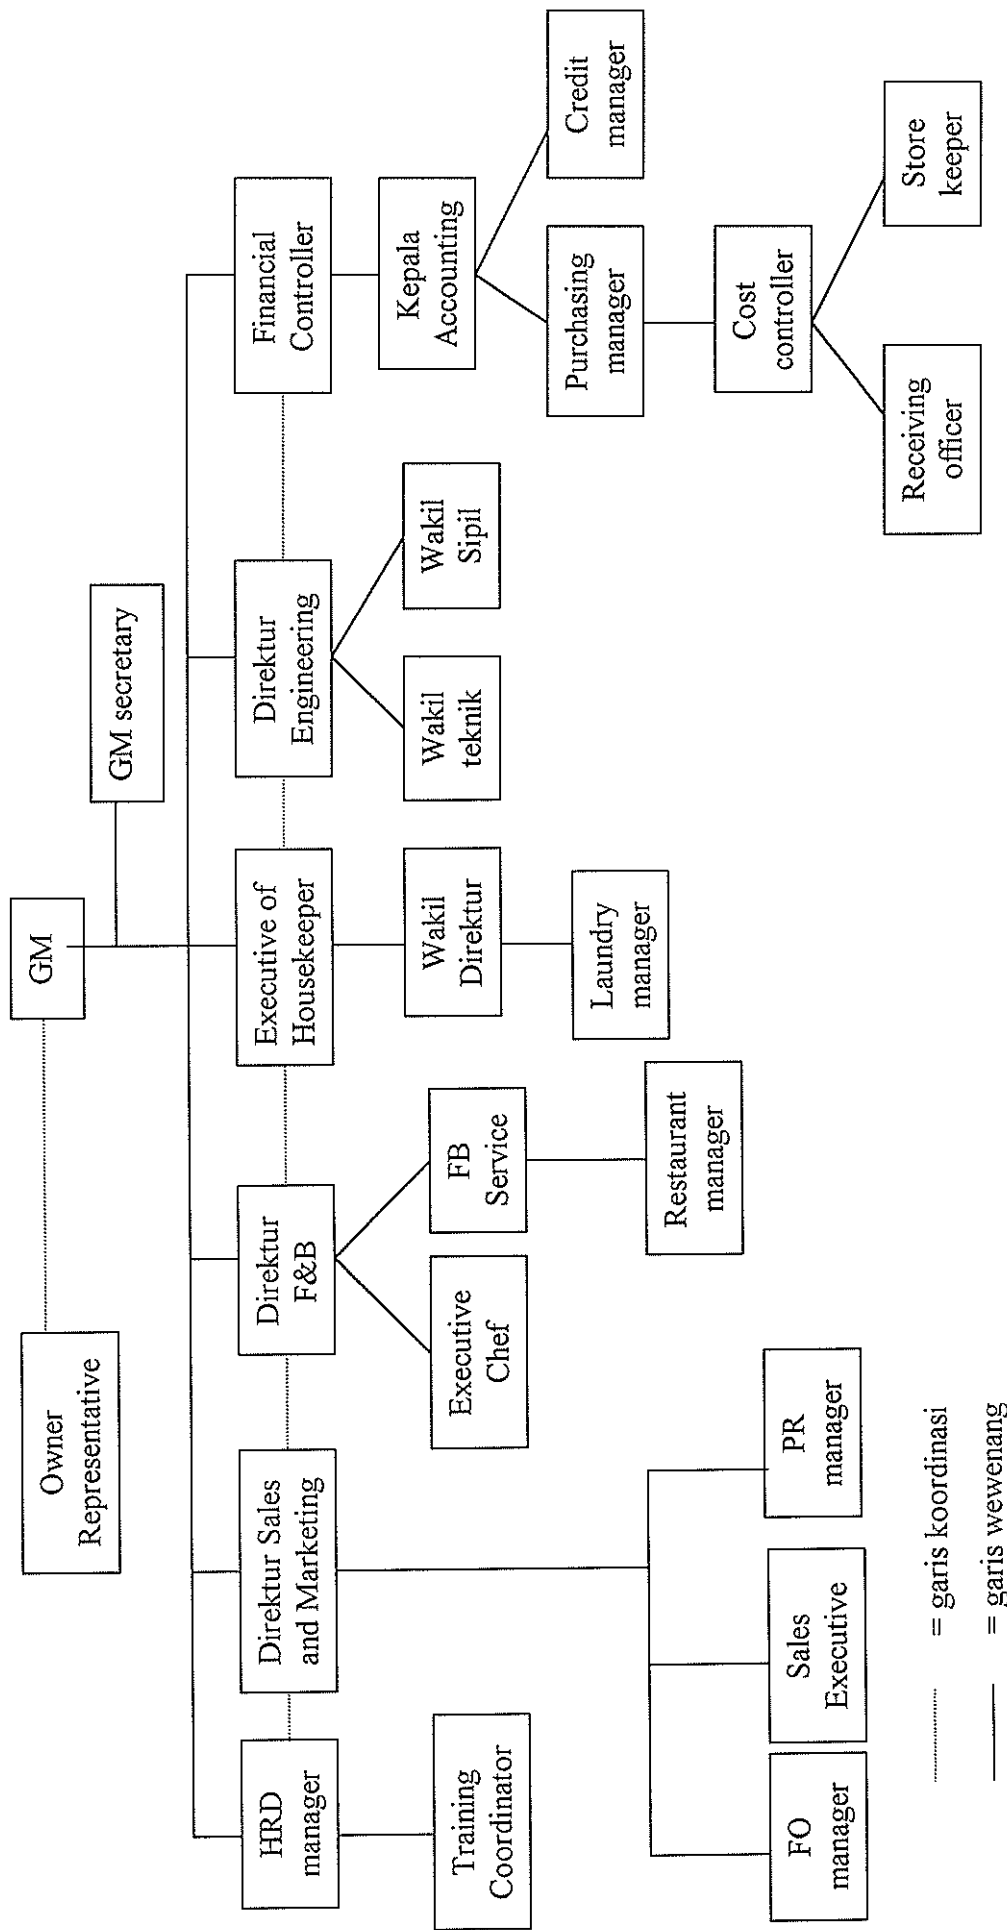 GM
Owner
Representative
GM secretary
HRD
manager
Direktur Sales
and Marketing
Direktur
F&B
Executive of
Housekeeper
Direktur
Engineering
Financial
Controller
Training
Coordinator
Executive
Chef
FB
Service
Wakil
Direktur
Wakil
teknik
Wakil
Sipil
Kepala
Accounting
Restaurant
manager
Laundry
manager
Purchasing
manager
Credit
manager
FO
manager
Sales
Executive
PR
manager
Cost
controller
Receiving
officer
Store
keeper
= garis koordinasi
= garis wewenang